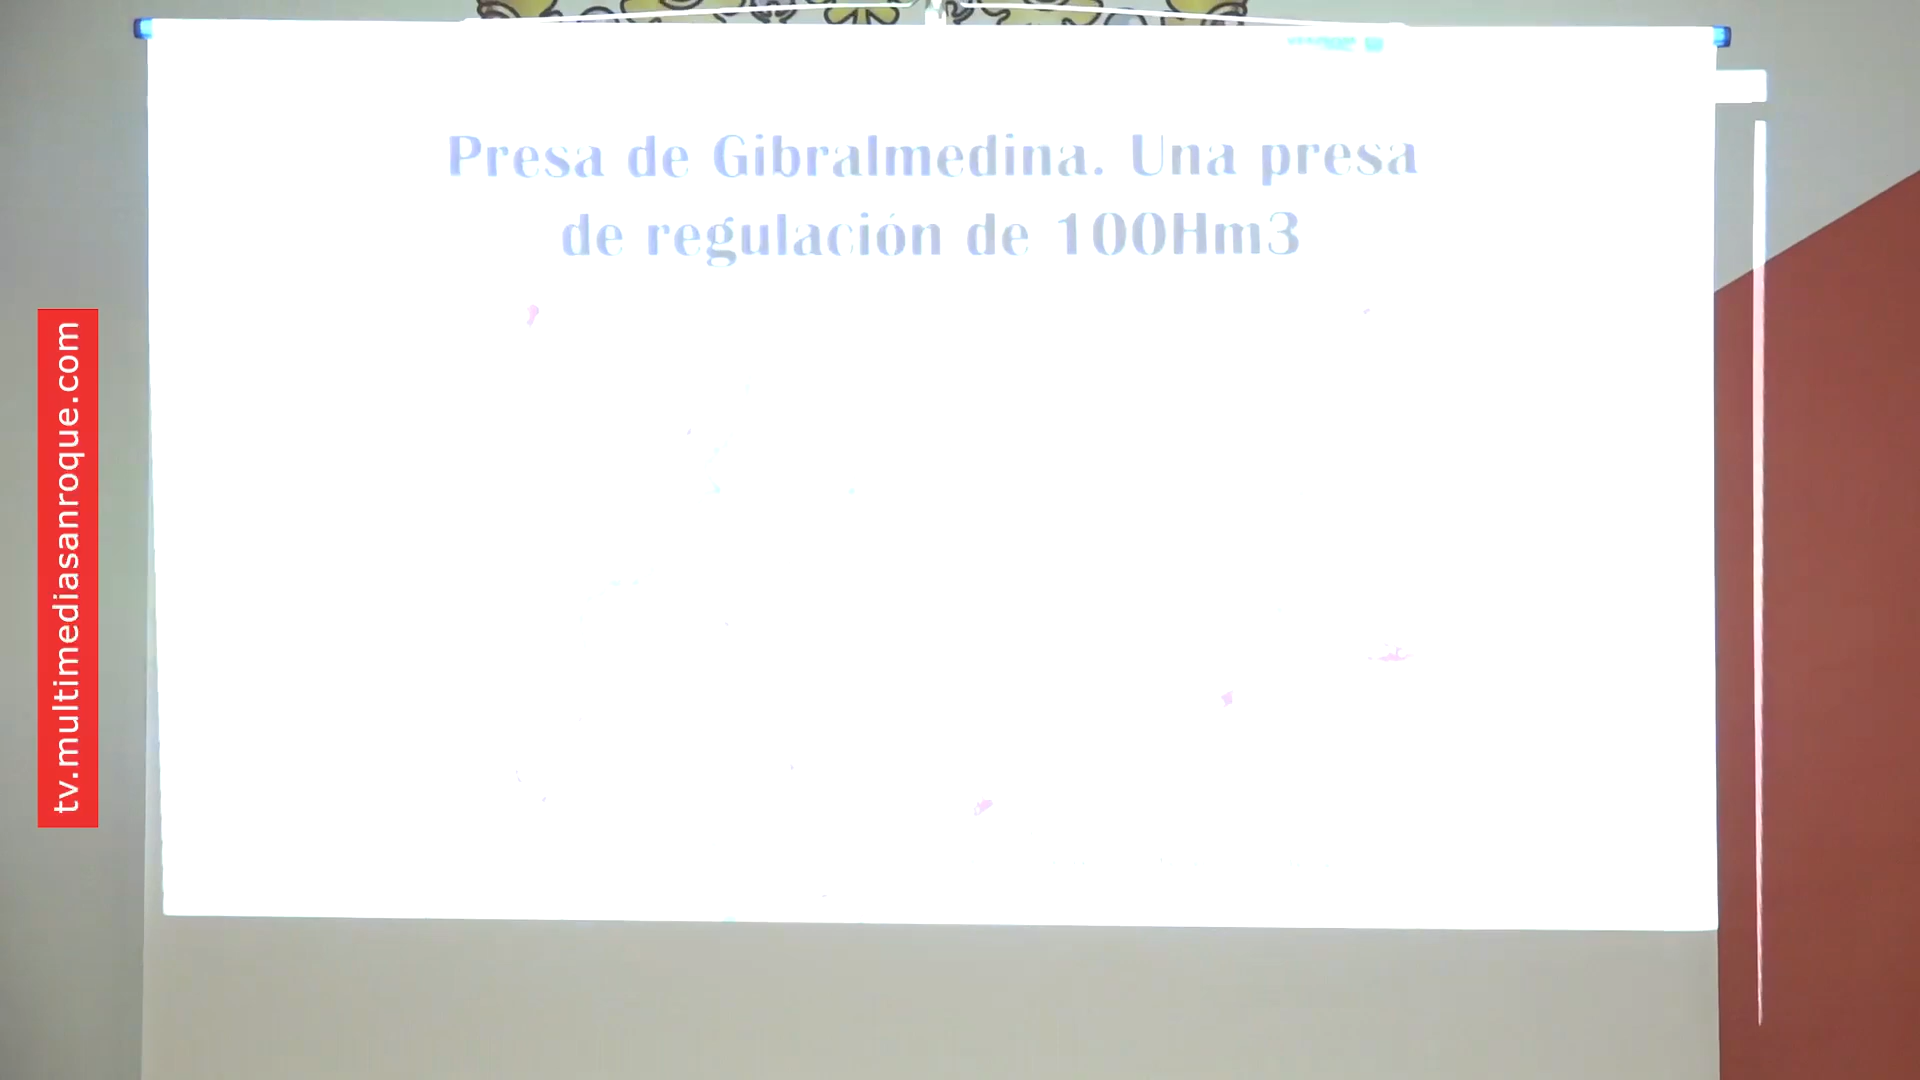 Presa de Gibralmedina. Una presa
de regulación de 100Hm3
tv.multimediasanroque.com